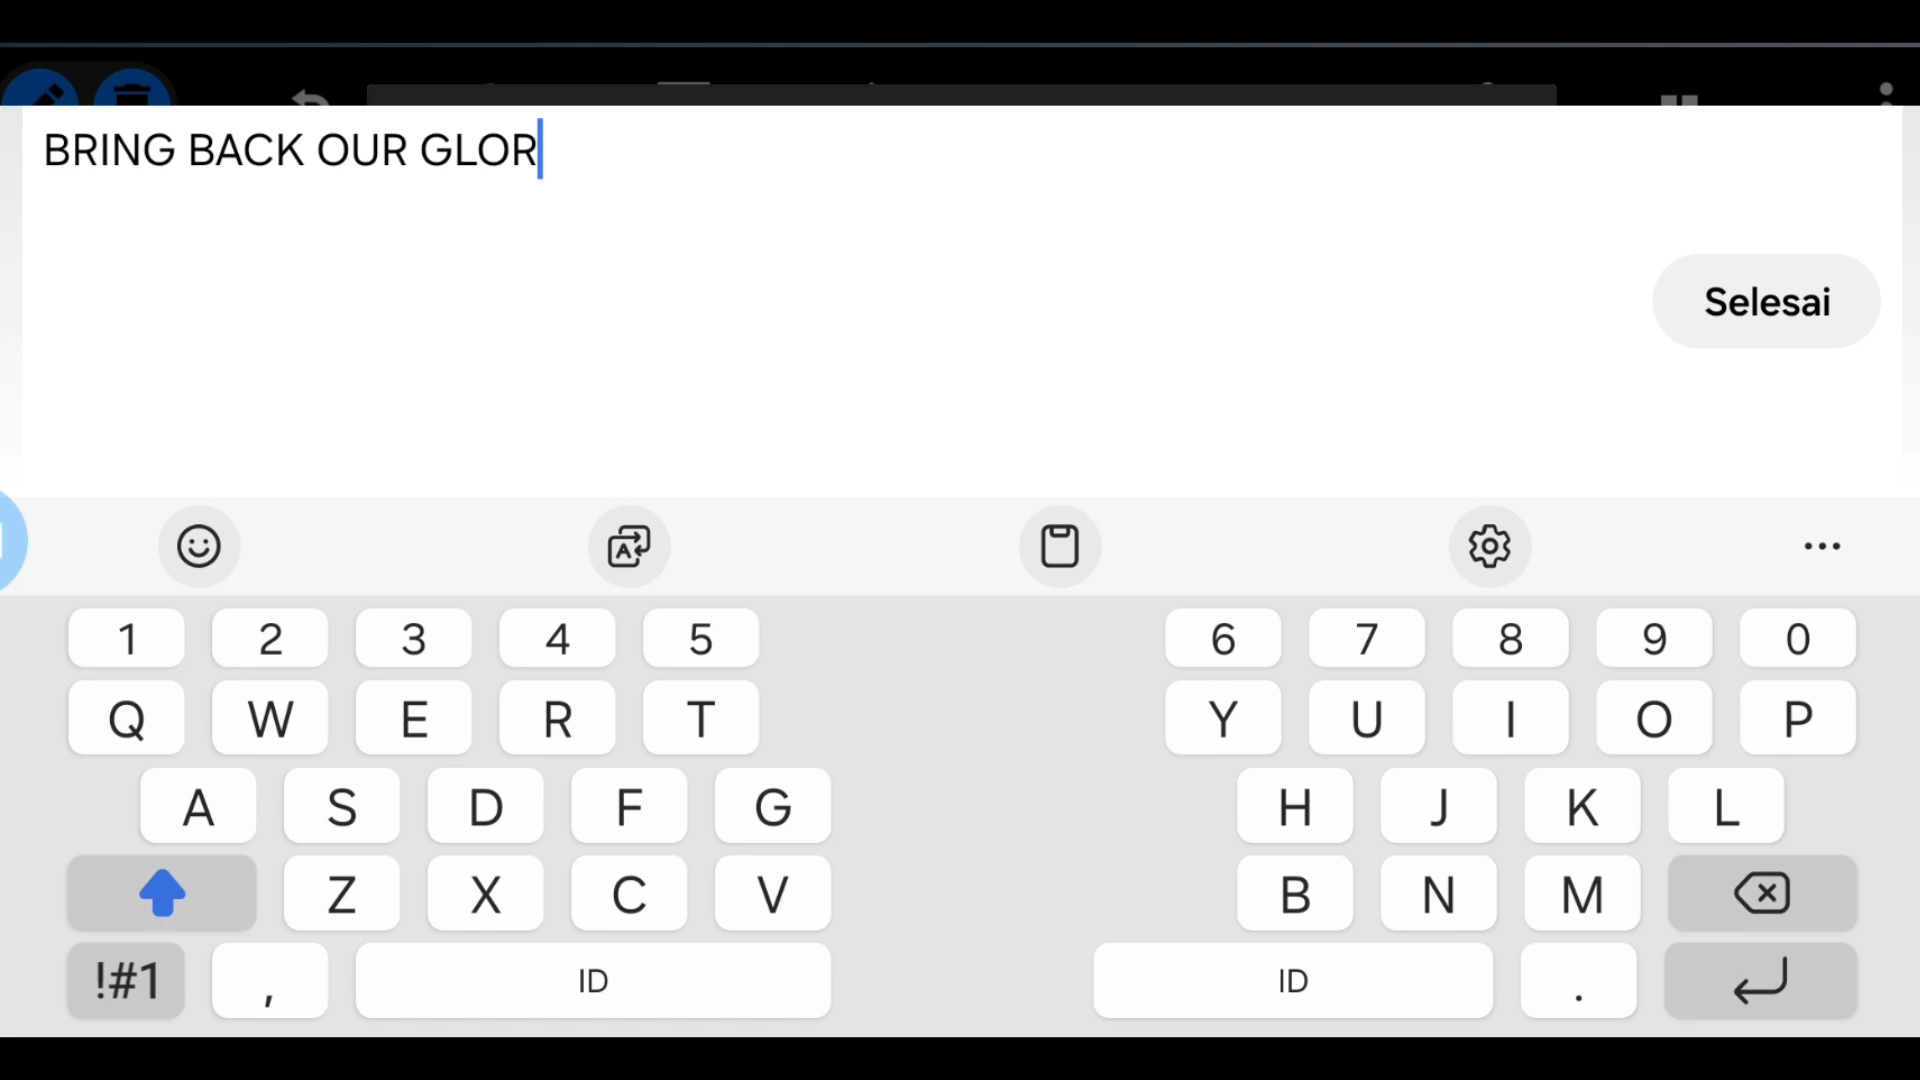 BRING BACK OUR GLOR
Selesai
1 2 3 4 5 6 7 8 9 0
Q W E R T Y U I O P
A S D F G H J K L
Z X C V B N M
!#1 , ID ID .